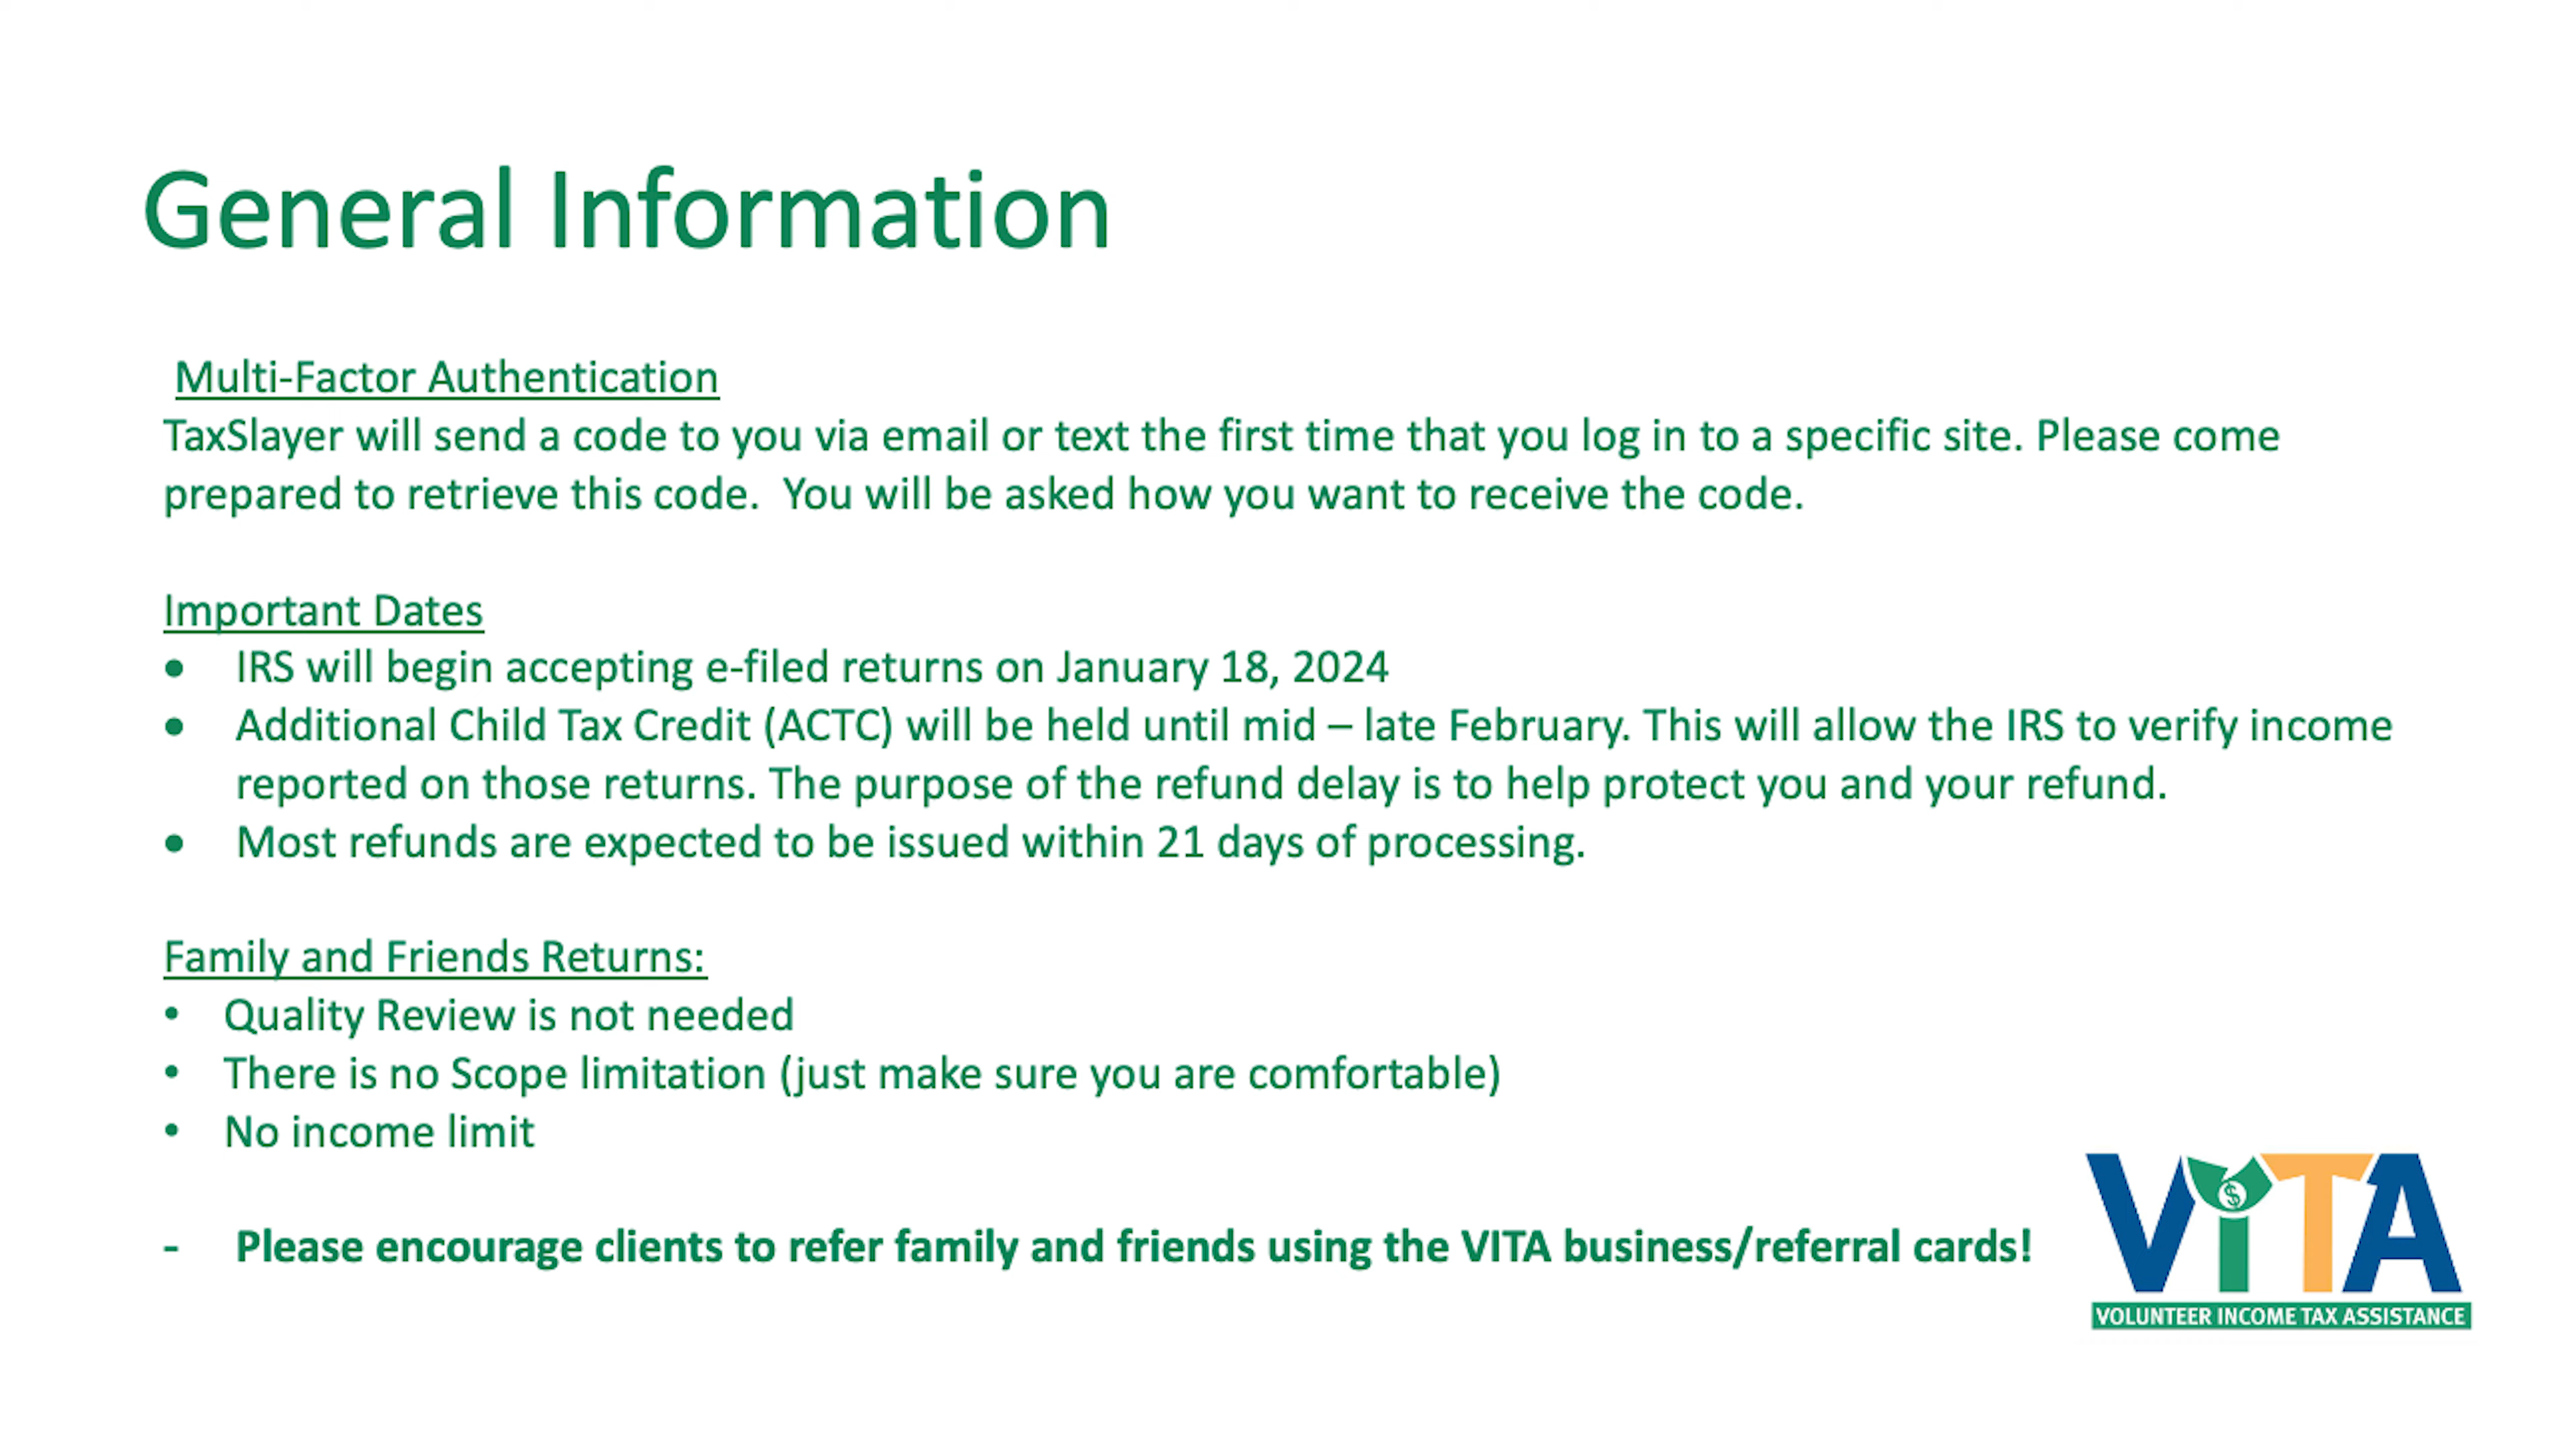 General Information
Multi-Factor Authentication
TaxSlayer will send a code to you via email or text the first time that you log in to a specific site. Please come
prepared to retrieve this code.  You will be asked how you want to receive the code.
Important Dates
• IRS will begin accepting e-filed returns on January 18, 2024
• Additional Child Tax Credit (ACTC) will be held until mid – late February. This will allow the IRS to verify income
reported on those returns. The purpose of the refund delay is to help protect you and your refund.
• Most refunds are expected to be issued within 21 days of processing.
Family and Friends Returns:
• Quality Review is not needed
• There is no Scope limitation (just make sure you are comfortable)
• No income limit
- Please encourage clients to refer family and friends using the VITA business/referral cards!
VITA
$
VOLUNTEER INCOME TAX ASSISTANCE